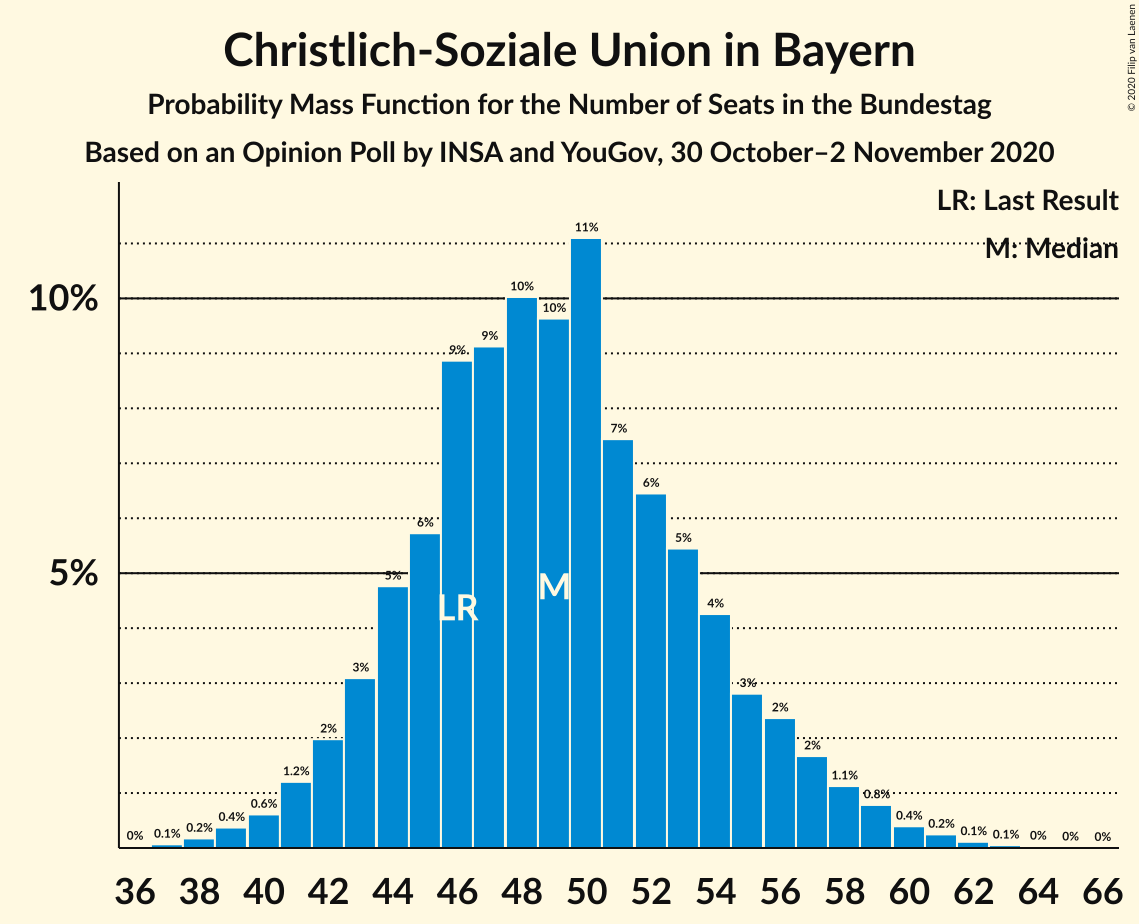 Christlich-Soziale Union in Bayern
Probability Mass Function for the Number of Seats in the Bundestag
Based on an Opinion Poll by INSA and YouGov, 30 October–2 November 2020
© 2020 Filip van Laenen
LR: Last Result
M: Median
10%
5%
0% 0.1% 0.2% 0.4% 0.6% 1.2% 2% 3% 5% 6% 9% 9% 10% 10% 11% 7% 6% 5% 4% 3% 2% 2% 1.1% 0.8% 0.4% 0.2% 0.1% 0.1% 0% 0% 0%
LR M
36 38 40 42 44 46 48 50 52 54 56 58 60 62 64 66